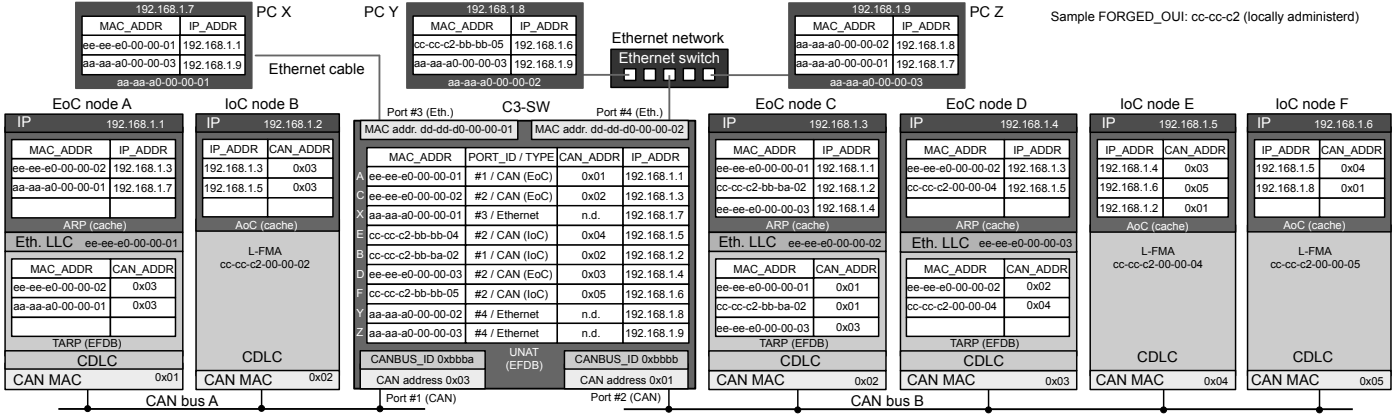 192.168.1.7
PC X
MAC_ADDR IP_ADDR
ee-ee-e0-00-00-01 192.168.1.1
aa-aa-a0-00-00-03 192.168.1.9
aa-aa-a0-00-00-01
Ethernet cable
PC Y
192.168.1.8
MAC_ADDR IP_ADDR
cc-cc-c2-bb-bb-05 192.168.1.6
aa-aa-a0-00-00-03 192.168.1.9
aa-aa-a0-00-00-02
Ethernet network
Ethernet switch
192.168.1.9
PC Z
MAC_ADDR IP_ADDR
aa-aa-a0-00-00-02 192.168.1.8
aa-aa-a0-00-00-01 192.168.1.7
aa-aa-a0-00-00-03
Sample FORGED_OUI: cc-cc-c2 (locally administerd)
EoC node A
IP 192.168.1.1
MAC_ADDR IP_ADDR
ee-ee-e0-00-00-02 192.168.1.3
aa-aa-a0-00-00-01 192.168.1.7
ARP (cache)
Eth. LLC ee-ee-e0-00-00-01
MAC_ADDR CAN_ADDR
ee-ee-e0-00-00-02 0x03
aa-aa-a0-00-00-01 0x03
TARP (EFDB)
CDLC
CAN MAC 0x01
IoC node B
IP 192.168.1.2
IP_ADDR CAN_ADDR
192.168.1.3 0x03
192.168.1.5 0x03
AoC (cache)
L-FMA
cc-cc-c2-00-00-02
CDLC
CAN MAC 0x02
CAN bus A
Port #3 (Eth.)
C3-SW
Port #4 (Eth.)
MAC addr. dd-dd-d0-00-00-01
MAC addr. dd-dd-d0-00-00-02
MAC_ADDR PORT_ID / TYPE CAN_ADDR IP_ADDR
A ee-ee-e0-00-00-01 #1 / CAN (EoC) 0x01 192.168.1.1
C ee-ee-e0-00-00-02 #2 / CAN (EoC) 0x02 192.168.1.3
X aa-aa-a0-00-00-01 #3 / Ethernet n.d. 192.168.1.7
E cc-cc-c2-bb-bb-04 #2 / CAN (IoC) 0x04 192.168.1.5
B cc-cc-c2-bb-ba-02 #1 / CAN (IoC) 0x02 192.168.1.2
D ee-ee-e0-00-00-03 #2 / CAN (EoC) 0x03 192.168.1.4
F cc-cc-c2-bb-bb-05 #2 / CAN (IoC) 0x05 192.168.1.6
Y aa-aa-a0-00-00-02 #4 / Ethernet n.d. 192.168.1.8
Z aa-aa-a0-00-00-03 #4 / Ethernet n.d. 192.168.1.9
CANBUS_ID 0xbbba
CAN address 0x03
UNAT
(EFDB)
CANBUS_ID 0xbbbb
CAN address 0x01
Port #1 (CAN)
Port #2 (CAN)
EoC node C
IP 192.168.1.3
MAC_ADDR IP_ADDR
ee-ee-e0-00-00-01 192.168.1.1
cc-cc-c2-bb-ba-02 192.168.1.2
ee-ee-e0-00-00-03 192.168.1.4
ARP (cache)
Eth. LLC ee-ee-e0-00-00-02
MAC_ADDR CAN_ADDR
ee-ee-e0-00-00-01 0x01
cc-cc-c2-bb-ba-02 0x01
ee-ee-e0-00-00-03 0x03
TARP (EFDB)
CDLC
CAN MAC 0x02
EoC node D
IP 192.168.1.4
MAC_ADDR IP_ADDR
ee-ee-e0-00-00-02 192.168.1.3
cc-cc-c2-00-00-04 192.168.1.5
ARP (cache)
Eth. LLC ee-ee-e0-00-00-03
MAC_ADDR CAN_ADDR
ee-ee-e0-00-00-02 0x02
cc-cc-c2-00-00-04 0x04
TARP (EFDB)
CDLC
CAN MAC 0x03
IoC node E
IP 192.168.1.5
IP_ADDR CAN_ADDR
192.168.1.4 0x03
192.168.1.6 0x05
192.168.1.2 0x01
AoC (cache)
L-FMA
cc-cc-c2-00-00-04
CDLC
CAN MAC 0x04
IoC node F
IP 192.168.1.6
IP_ADDR CAN_ADDR
192.168.1.5 0x04
192.168.1.8 0x01
AoC (cache)
L-FMA
cc-cc-c2-00-00-05
CDLC
CAN MAC 0x05
CAN bus B